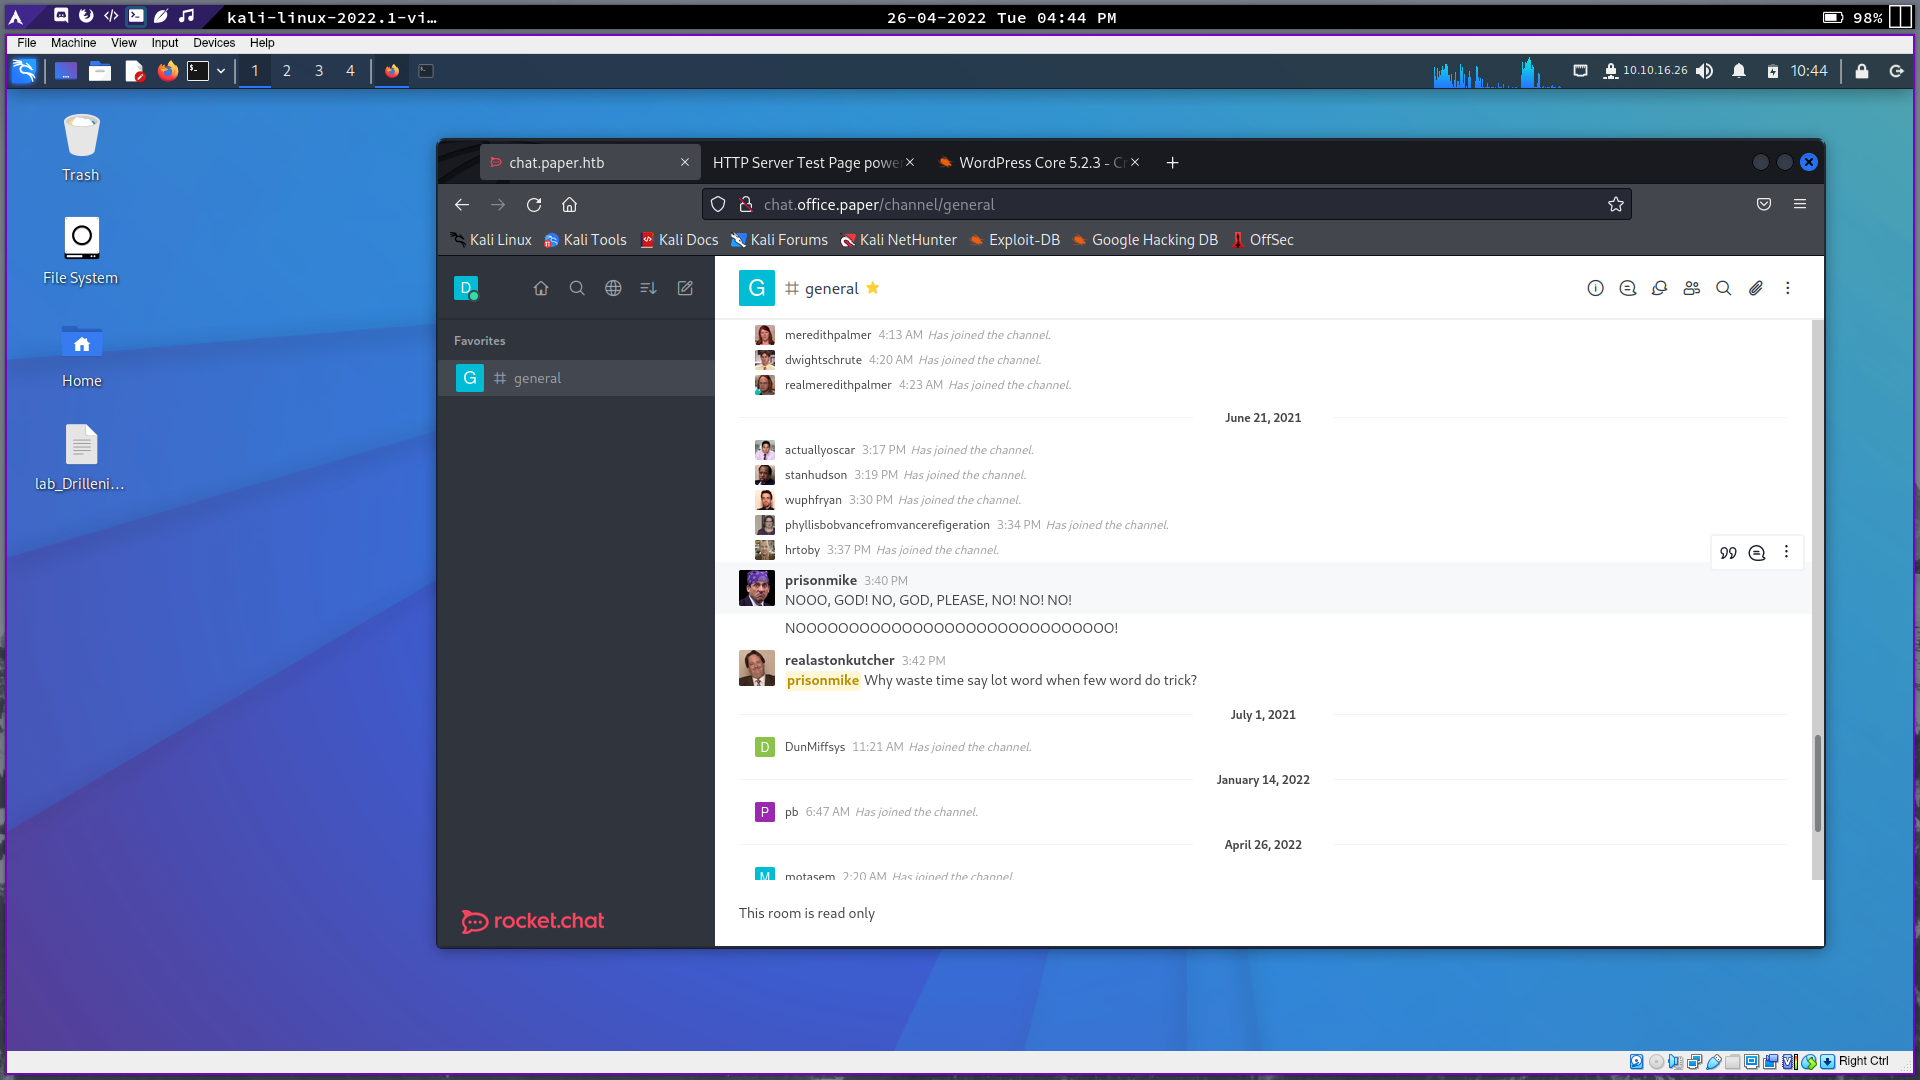 kali-linux-2022.1-vi…
26-04-2022 Tue 04:44 PM
98%
File Machine View Input Devices Help
1 2 3 4
10.10.16.26
10:44
Trash
File System
Home
lab_Drilleni…
chat.paper.htb
HTTP Server Test Page powe
WordPress Core 5.2.3 - Cr
chat.office.paper/channel/general
Kali Linux Kali Tools Kali Docs Kali Forums Kali NetHunter Exploit-DB Google Hacking DB OffSec
D
Favorites
G general
rocket.chat
G general
meredithpalmer 4:13 AM Has joined the channel.
dwightschrute 4:20 AM Has joined the channel.
realmeredithpalmer 4:23 AM Has joined the channel.
June 21, 2021
actuallyoscar 3:17 PM Has joined the channel.
stanhudson 3:19 PM Has joined the channel.
wuphfryan 3:30 PM Has joined the channel.
phyllisbobvancefromvancerefigeration 3:34 PM Has joined the channel.
hrtoby 3:37 PM Has joined the channel.
prisonmike 3:40 PM
NOOO, GOD! NO, GOD, PLEASE, NO! NO! NO!
NOOOOOOOOOOOOOOOOOOOOOOOOOOOOOO!
realastonkutcher 3:42 PM
prisonmike Why waste time say lot word when few word do trick?
July 1, 2021
D DunMiffsys 11:21 AM Has joined the channel.
January 14, 2022
P pb 6:47 AM Has joined the channel.
April 26, 2022
M motasem 2:20 AM Has joined the channel.
This room is read only
Right Ctrl